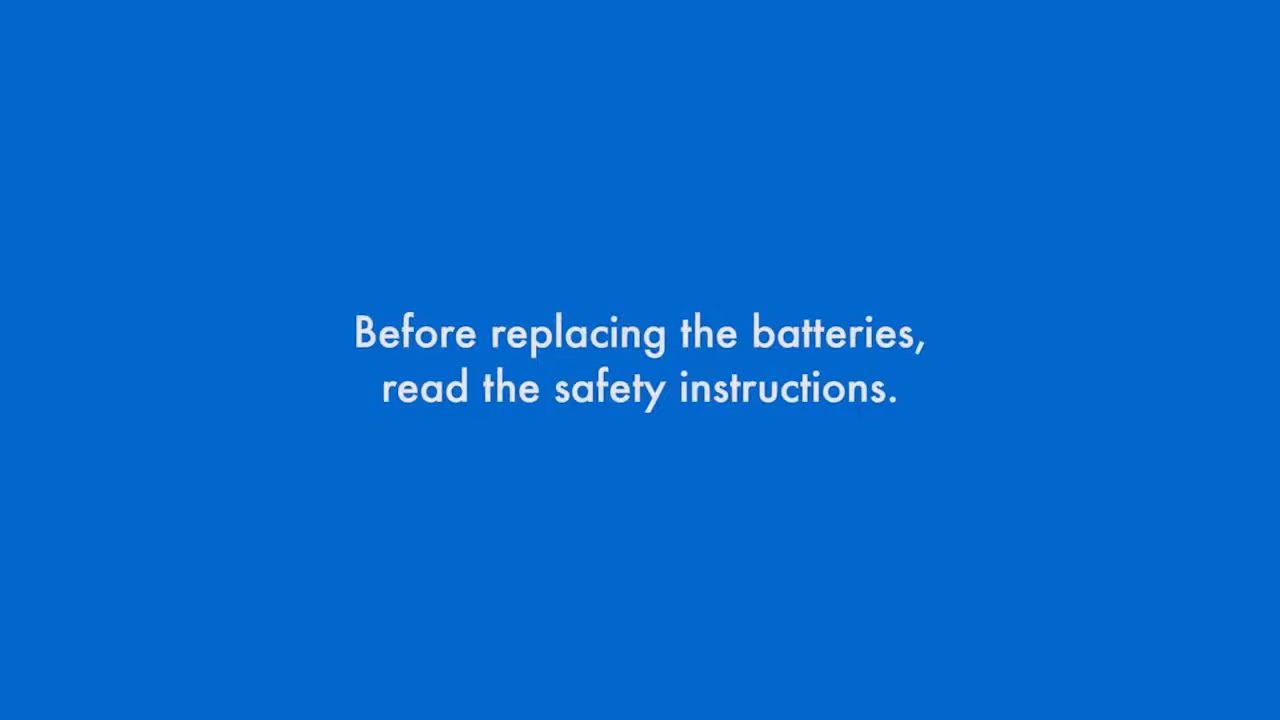 Before replacing the batteries,
read the safety instructions.